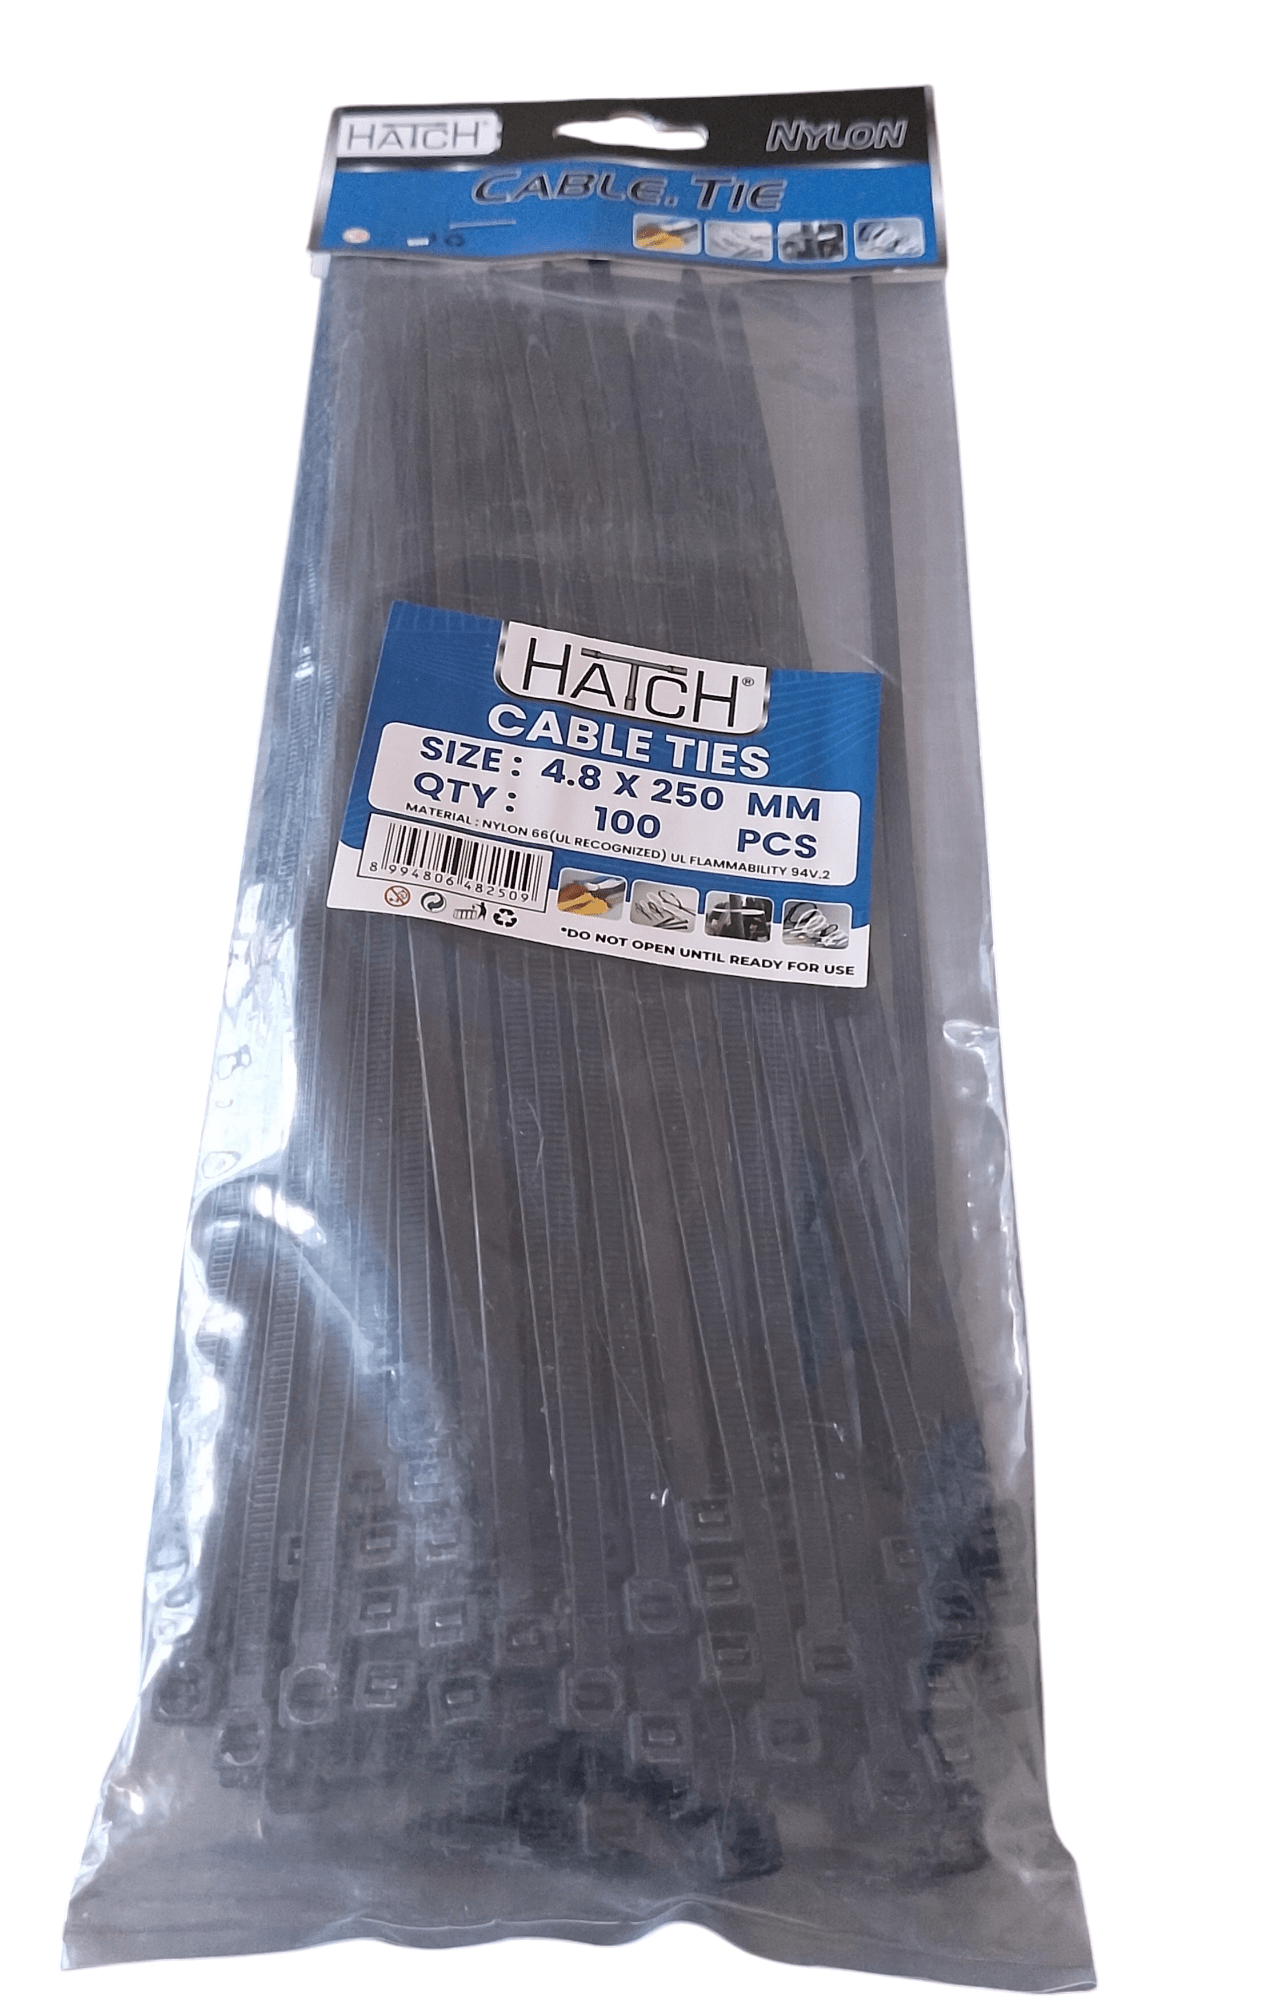 HATCH®
NYLON
CABLE.TIE
HATCH®
CABLE TIES
SIZE : 4.8 X 250 MM
QTY : 100 PCS
MATERIAL : NYLON 66(UL RECOGNIZED) UL FLAMMABILITY 94V.2
8 994806 482509
*DO NOT OPEN UNTIL READY FOR USE